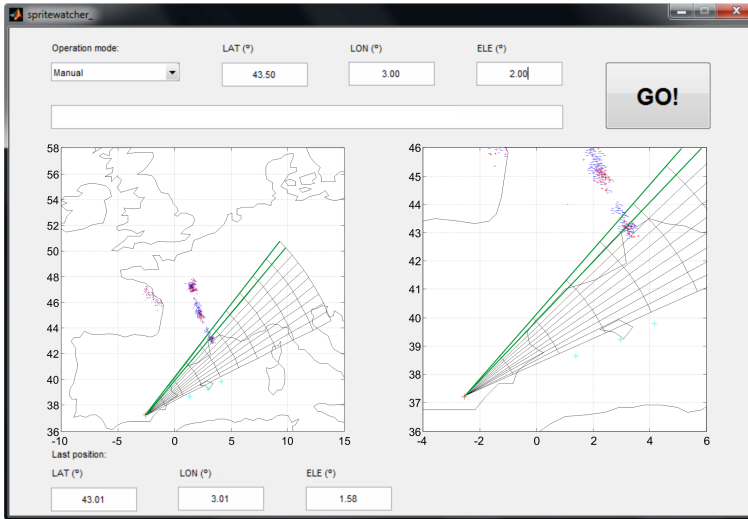 spritewatcher_
Operation mode: LAT (º) LON (º) ELE (º)
Manual 43.50 3.00 2.00
GO!
58
56
54
52
50
48
46
44
42
40
38
36
-10 -5 0 5 10 15
46
45
44
43
42
41
40
39
38
37
36
-4 -2 0 2 4 6
Last position:
LAT (º) LON (º) ELE (º)
43.01 3.01 1.58